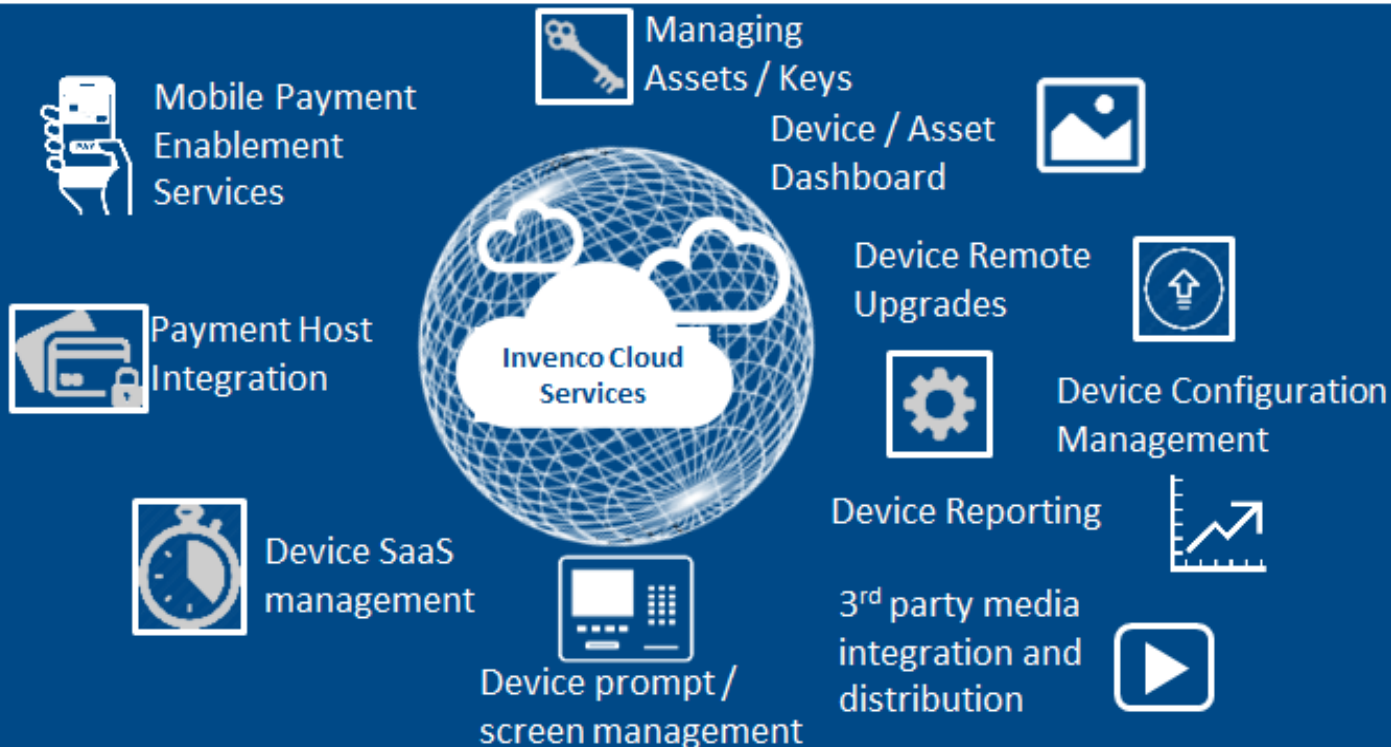 Managing
Assets / Keys
Mobile Payment
Enablement
Services
PAY
Device / Asset
Dashboard
Device Remote
Upgrades
Payment Host
Integration
Invenco Cloud
Services
Device Configuration
Management
Device Reporting
Device SaaS
management
3rd party media
integration and
distribution
Device prompt /
screen management